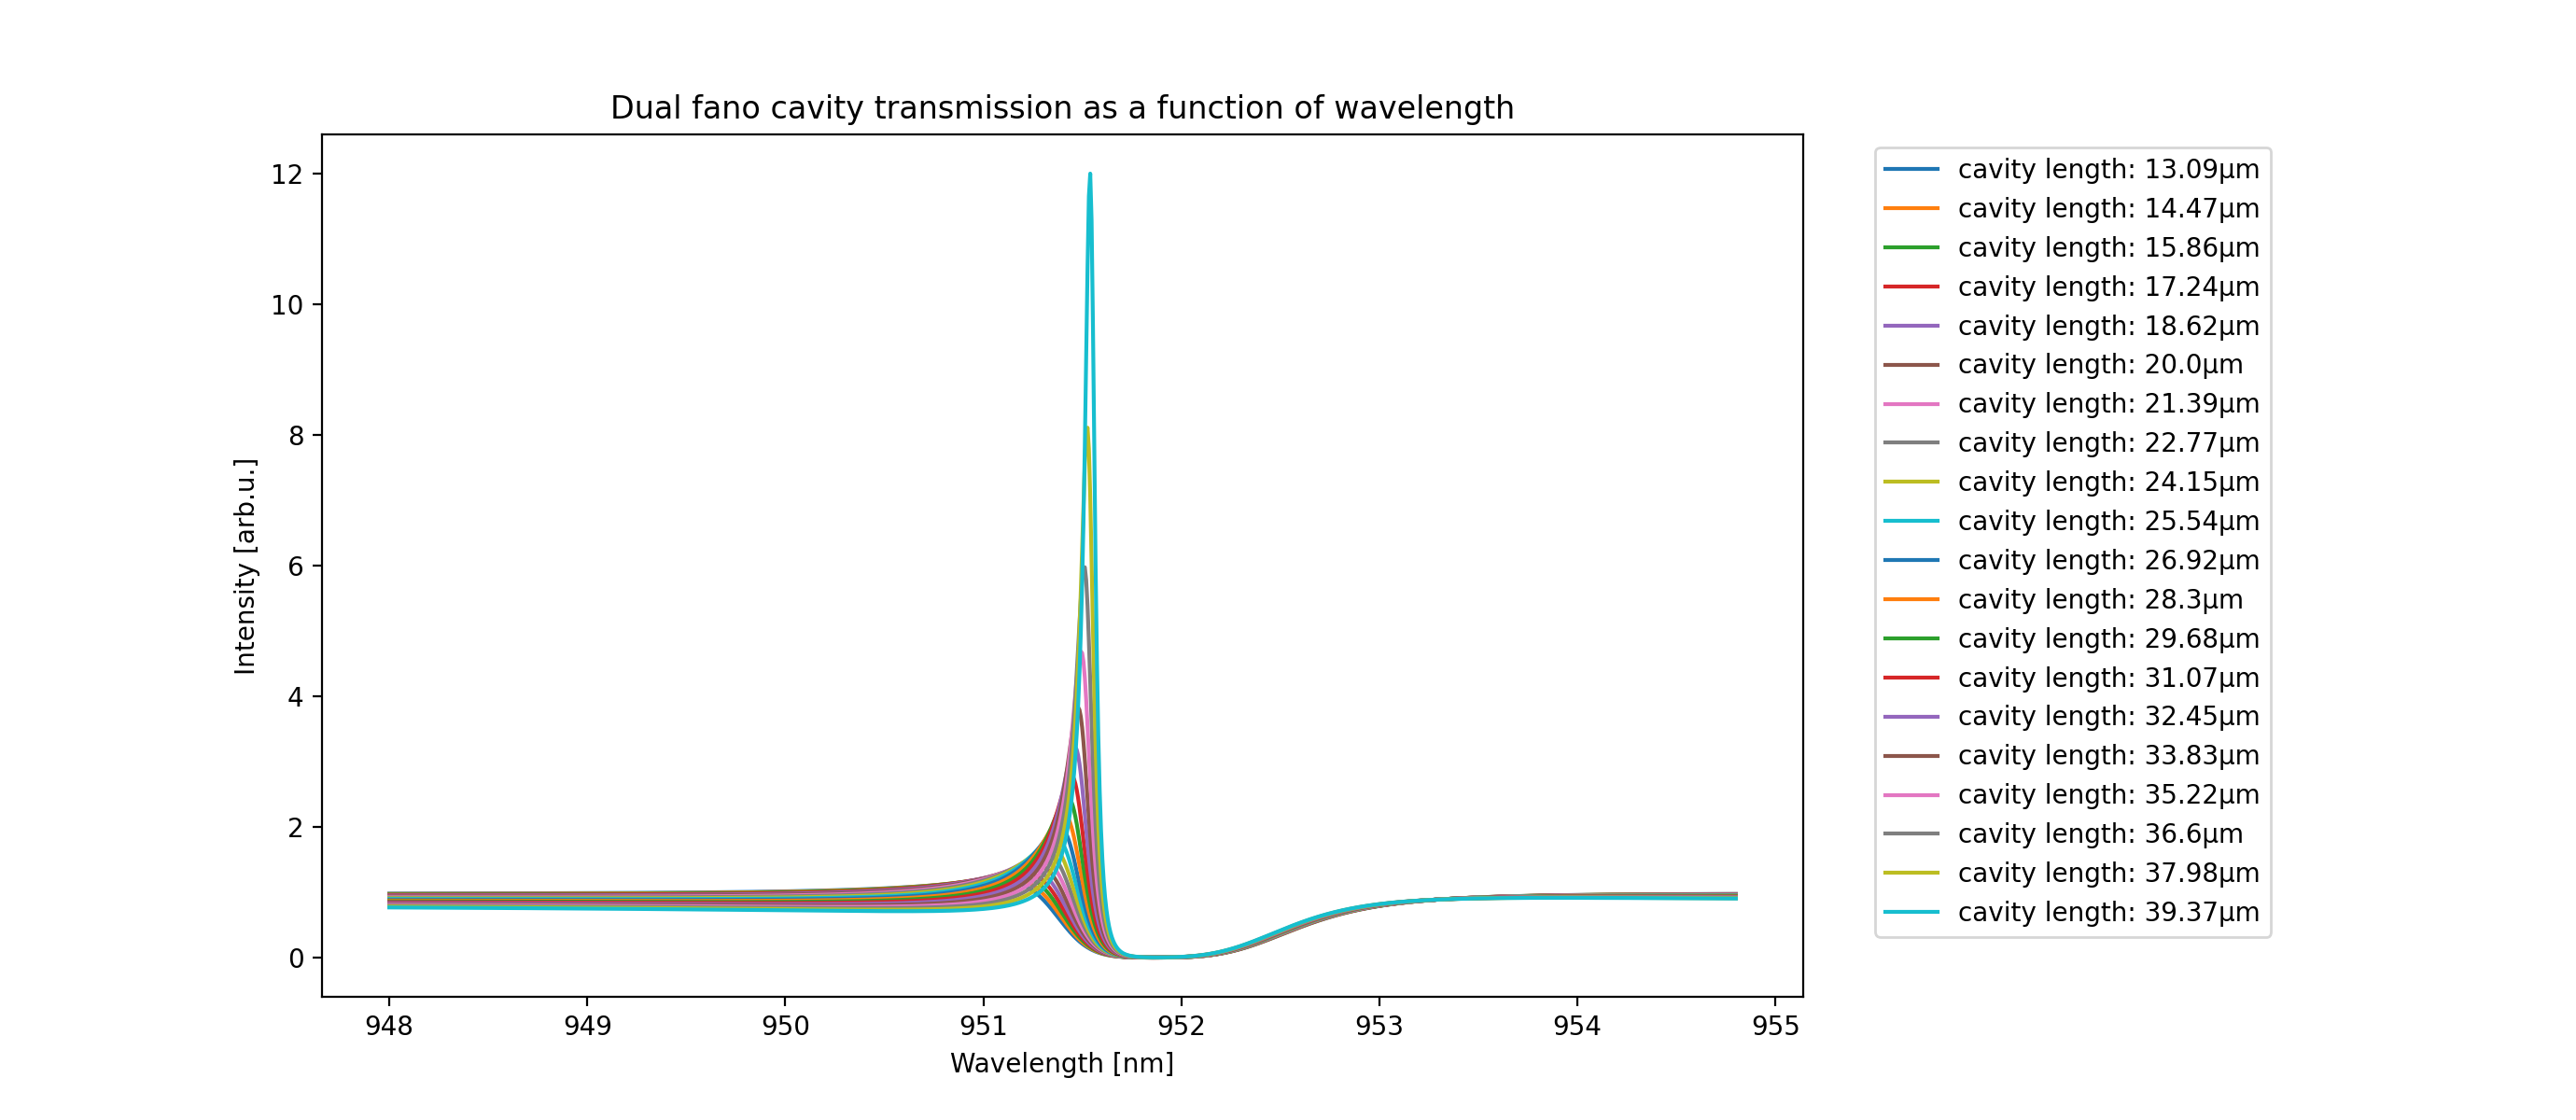 Dual fano cavity transmission as a function of wavelength
12
10
8
6
4
2
0
Intensity [arb.u.]
948 949 950 951 952 953 954 955
Wavelength [nm]
cavity length: 13.09μm
cavity length: 14.47μm
cavity length: 15.86μm
cavity length: 17.24μm
cavity length: 18.62μm
cavity length: 20.0μm
cavity length: 21.39μm
cavity length: 22.77μm
cavity length: 24.15μm
cavity length: 25.54μm
cavity length: 26.92μm
cavity length: 28.3μm
cavity length: 29.68μm
cavity length: 31.07μm
cavity length: 32.45μm
cavity length: 33.83μm
cavity length: 35.22μm
cavity length: 36.6μm
cavity length: 37.98μm
cavity length: 39.37μm